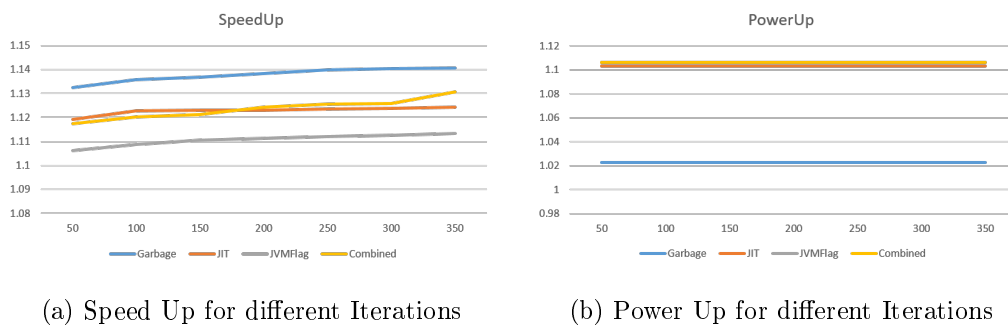 SpeedUp
1.15
1.14
1.13
1.12
1.11
1.1
1.09
1.08
50 100 150 200 250 300 350
Garbage JIT JVMFlag Combined
(a) Speed Up for different Iterations
PowerUp
1.12
1.1
1.08
1.06
1.04
1.02
1
0.98
50 100 150 200 250 300 350
Garbage JIT JVMFlag Combined
(b) Power Up for different Iterations